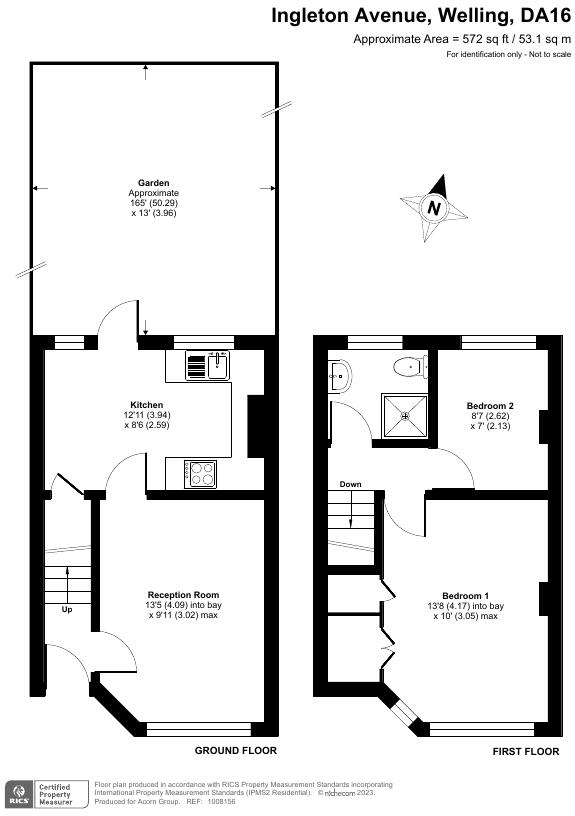 Ingleton Avenue, Welling, DA16
Approximate Area = 572 sq ft / 53.1 sq m
For identification only - Not to scale
Garden
Approximate
165' (50.29)
x 13' (3.96)
N
Kitchen
12'11 (3.94)
x 8'6 (2.59)
Bedroom 2
8'7 (2.62)
x 7' (2.13)
Down
Reception Room
13'5 (4.09) into bay
x 9'11 (3.02) max
Up
Bedroom 1
13'8 (4.17) into bay
x 10' (3.05) max
GROUND FLOOR
FIRST FLOOR
RICS
Certified
Property
Measurer
Floor plan produced in accordance with RICS Property Measurement Standards incorporating
International Property Measurement Standards (IPMS2 Residential). © nichecom 2023.
Produced for Acorn Group. REF: 1008156